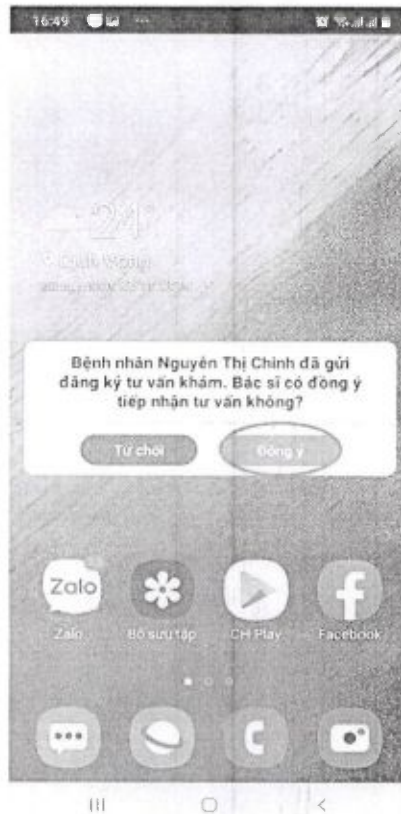 16:49
24°
Bệnh nhân Nguyễn Thị Chinh đã gửi
đăng ký tư vấn khám. Bác sĩ có đồng ý
tiếp nhận tư vấn không?
Từ chối
Đồng ý
Zalo
Zalo
Bộ sưu tập
CH Play
Facebook